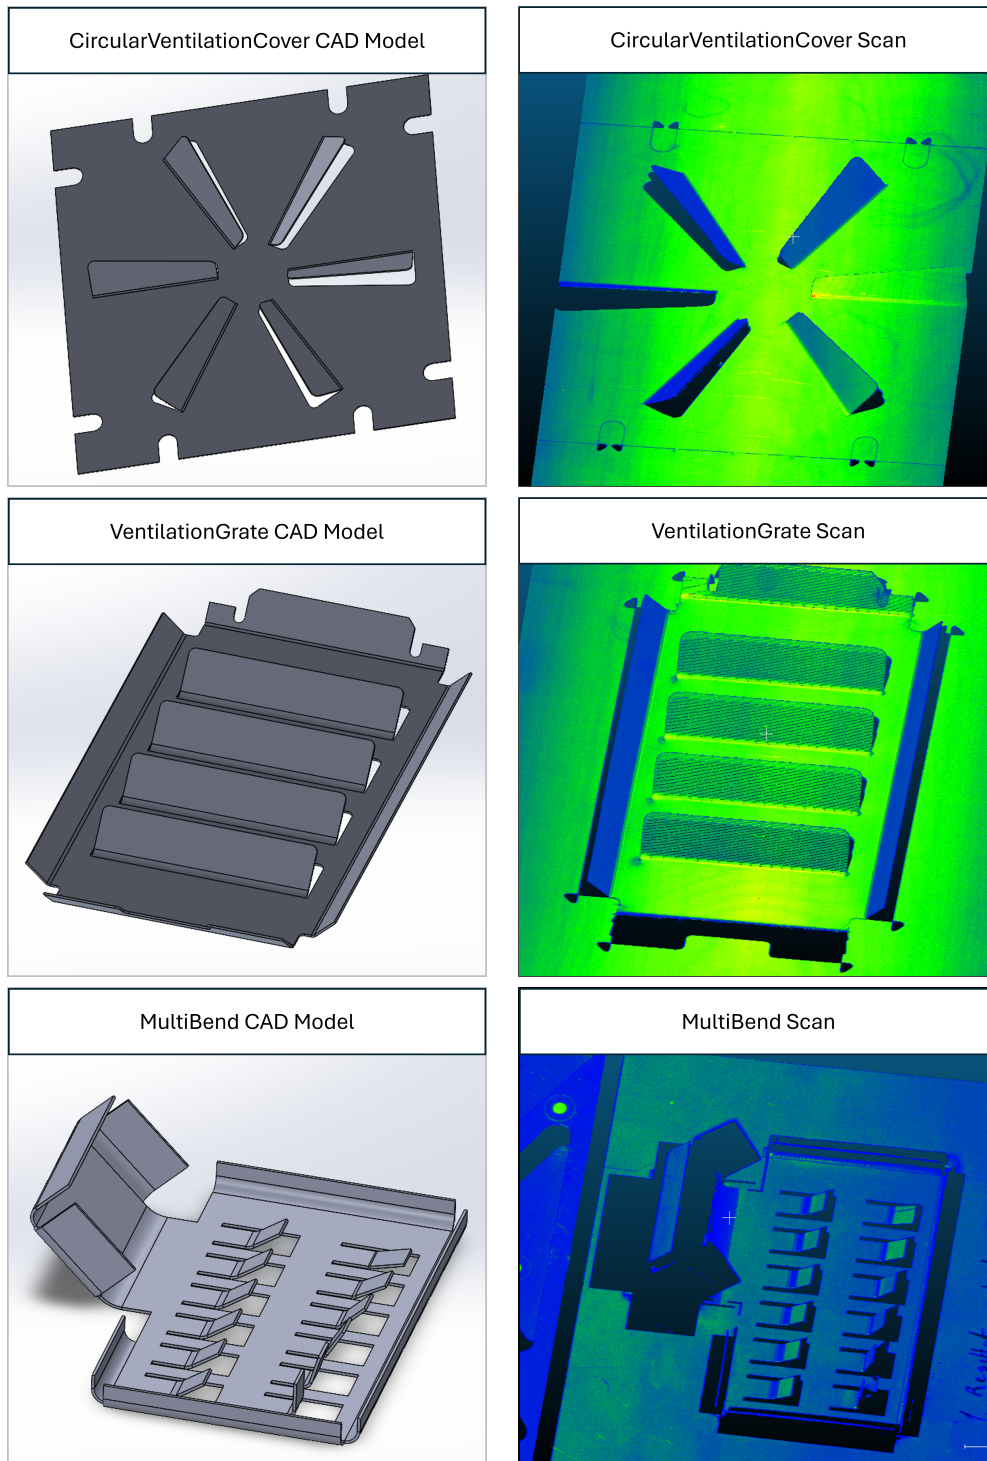 CircularVentilationCover CAD Model
CircularVentilationCover Scan
VentilationGrate CAD Model
VentilationGrate Scan
MultiBend CAD Model
MultiBend Scan